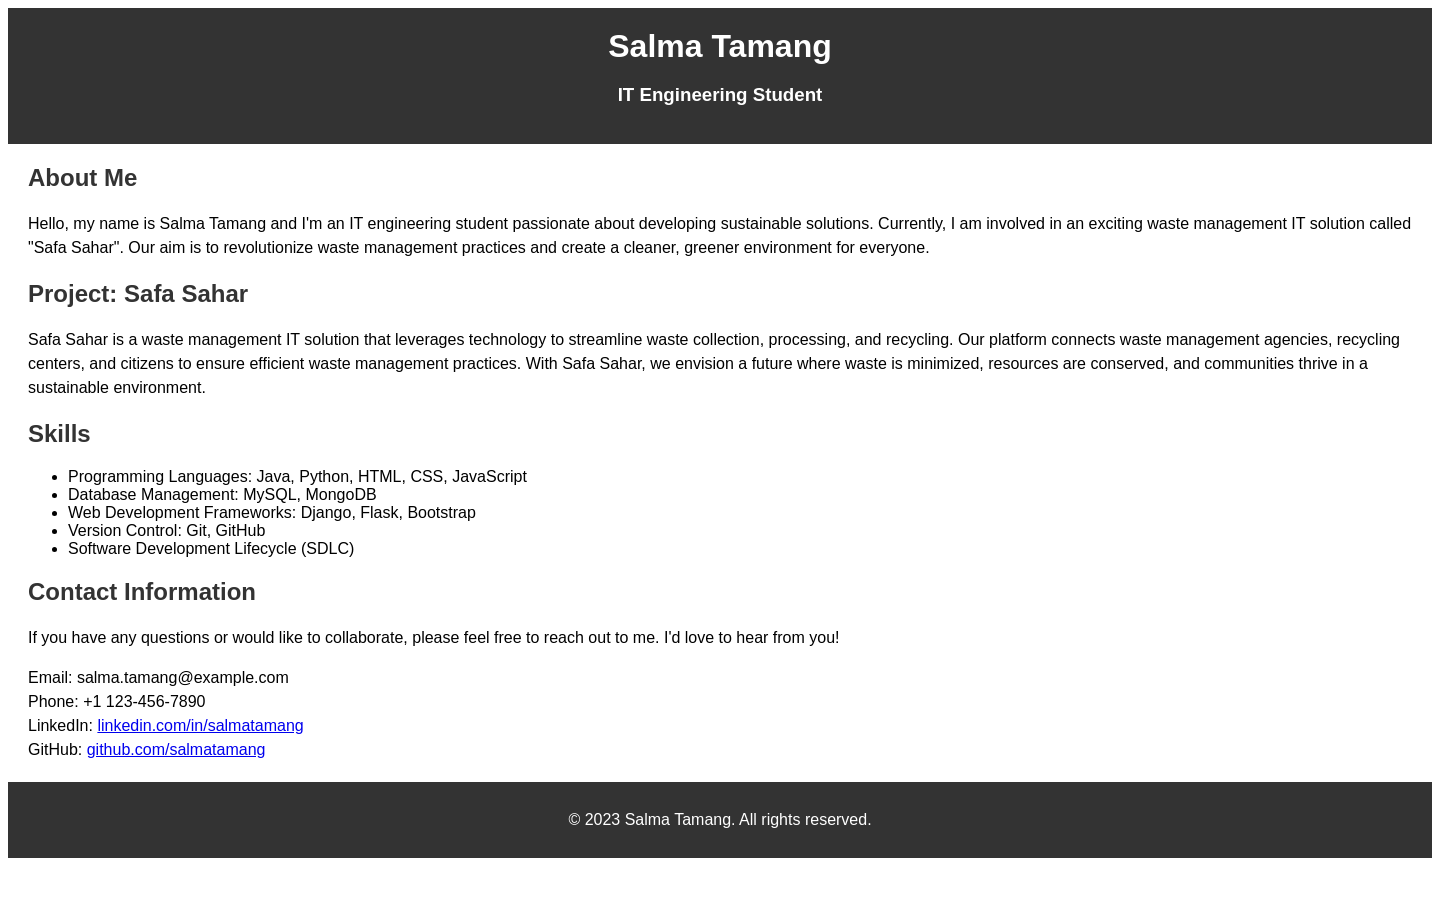 Salma Tamang
IT Engineering Student
About Me
Hello, my name is Salma Tamang and I'm an IT engineering student passionate about developing sustainable solutions. Currently, I am involved in an exciting waste management IT solution called
"Safa Sahar". Our aim is to revolutionize waste management practices and create a cleaner, greener environment for everyone.
Project: Safa Sahar
Safa Sahar is a waste management IT solution that leverages technology to streamline waste collection, processing, and recycling. Our platform connects waste management agencies, recycling
centers, and citizens to ensure efficient waste management practices. With Safa Sahar, we envision a future where waste is minimized, resources are conserved, and communities thrive in a
sustainable environment.
Skills
• Programming Languages: Java, Python, HTML, CSS, JavaScript
• Database Management: MySQL, MongoDB
• Web Development Frameworks: Django, Flask, Bootstrap
• Version Control: Git, GitHub
• Software Development Lifecycle (SDLC)
Contact Information
If you have any questions or would like to collaborate, please feel free to reach out to me. I'd love to hear from you!
Email: salma.tamang@example.com
Phone: +1 123-456-7890
LinkedIn: linkedin.com/in/salmatamang
GitHub: github.com/salmatamang
© 2023 Salma Tamang. All rights reserved.